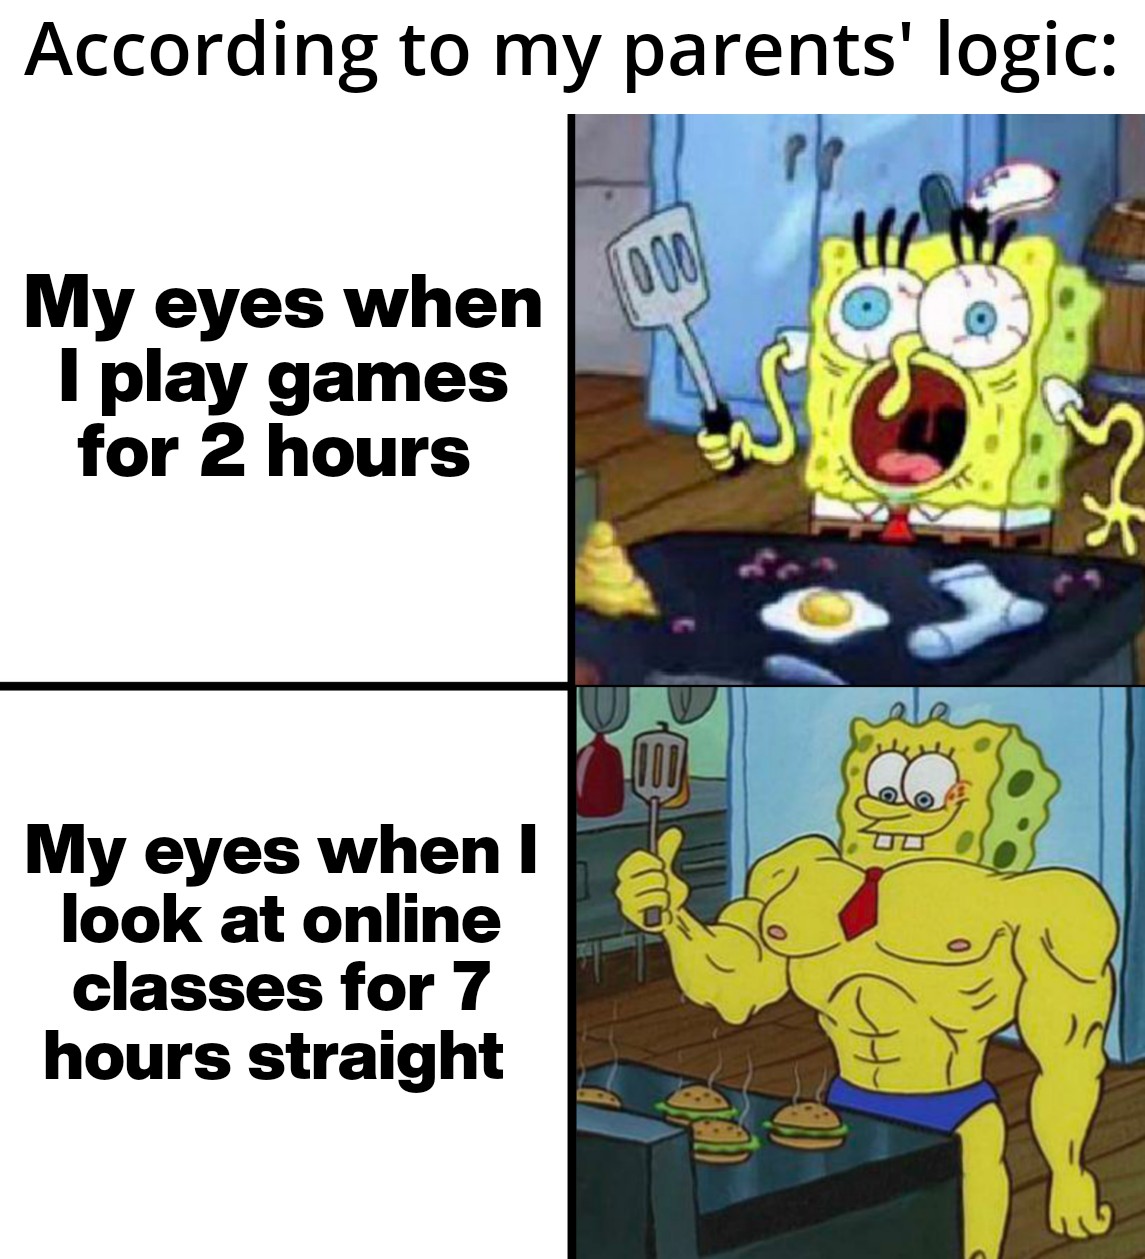 According to my parents' logic:
My eyes when
I play games
for 2 hours
My eyes when I
look at online
classes for 7
hours straight